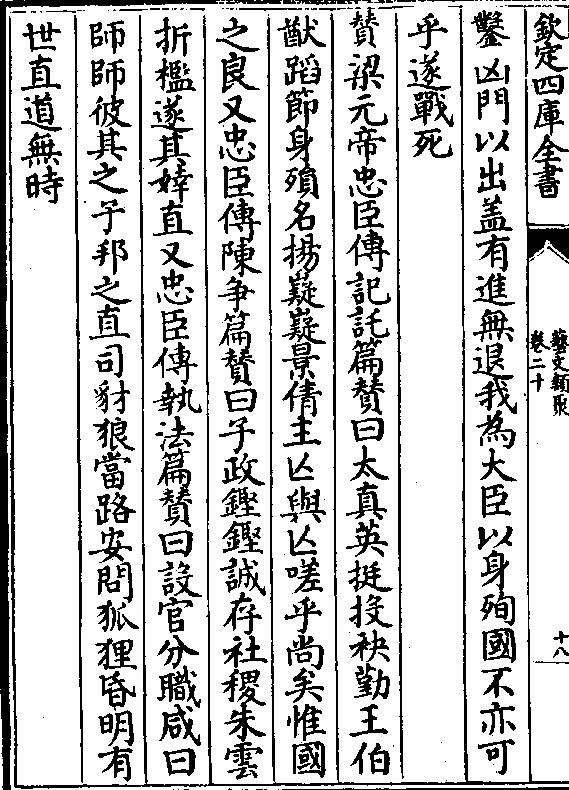 欽定四庫全書
藝文類聚
卷二十
十八
鑿凶門以出盖有進無退我為大臣以身殉國不亦可
乎遂戰死
賛梁元帝忠臣傳記託篇賛曰太真英挺投袂勤王伯
猷蹈節身殞名揚嶷嶷景倩主亾與亾嗟乎尚矣惟國
之良又忠臣傳陳争篇賛曰子政鏗鏗誠存社稷朱雲
折檻遂其婞直又忠臣傳執法篇賛曰設官分職咸曰
師師彼其之子邦之直司豺狼當路安問狐狸昏明有
世直道無時